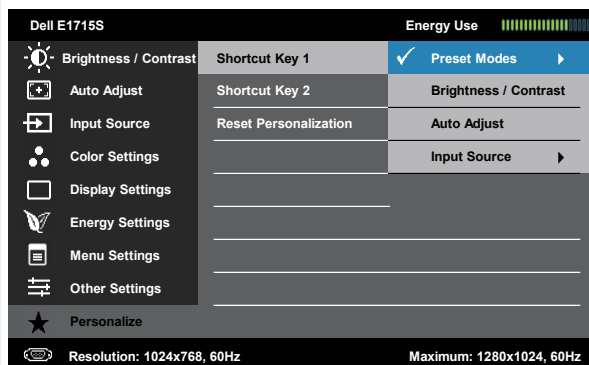 Dell E1715S Energy Use
Brightness / Contrast Shortcut Key 1 Preset Modes
Auto Adjust Shortcut Key 2 Brightness / Contrast
Input Source Reset Personalization Auto Adjust
Color Settings Input Source
Display Settings
Energy Settings
Menu Settings
Other Settings
Personalize
Resolution: 1024x768, 60Hz Maximum: 1280x1024, 60Hz